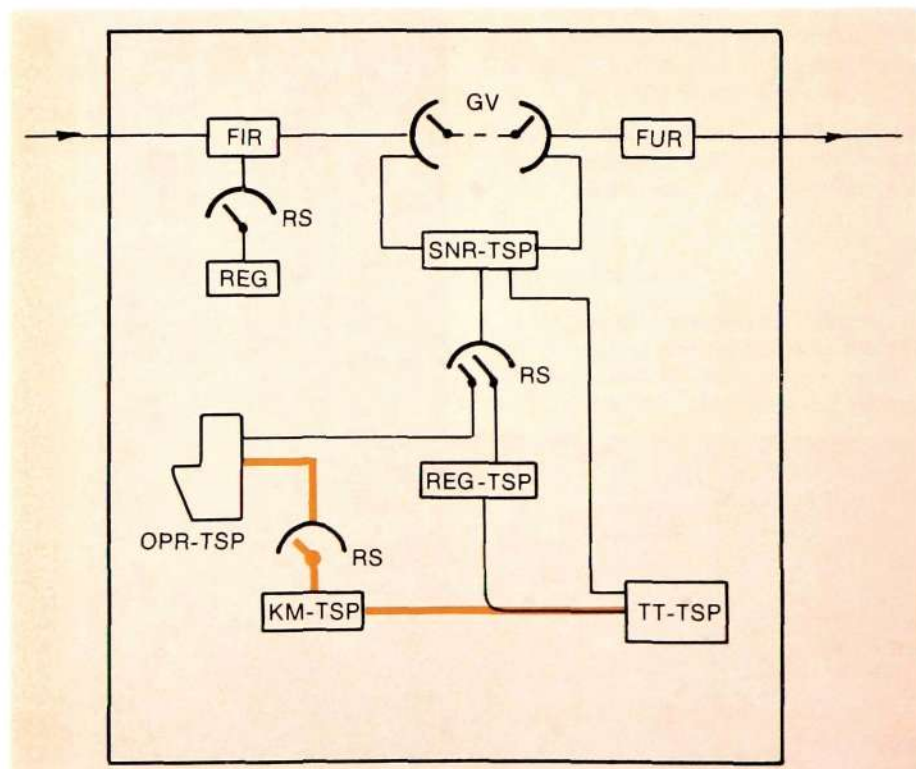 GV
FIR
FUR
RS
REG
SNR-TSP
RS
REG-TSP
OPR-TSP
RS
KM-TSP
TT-TSP